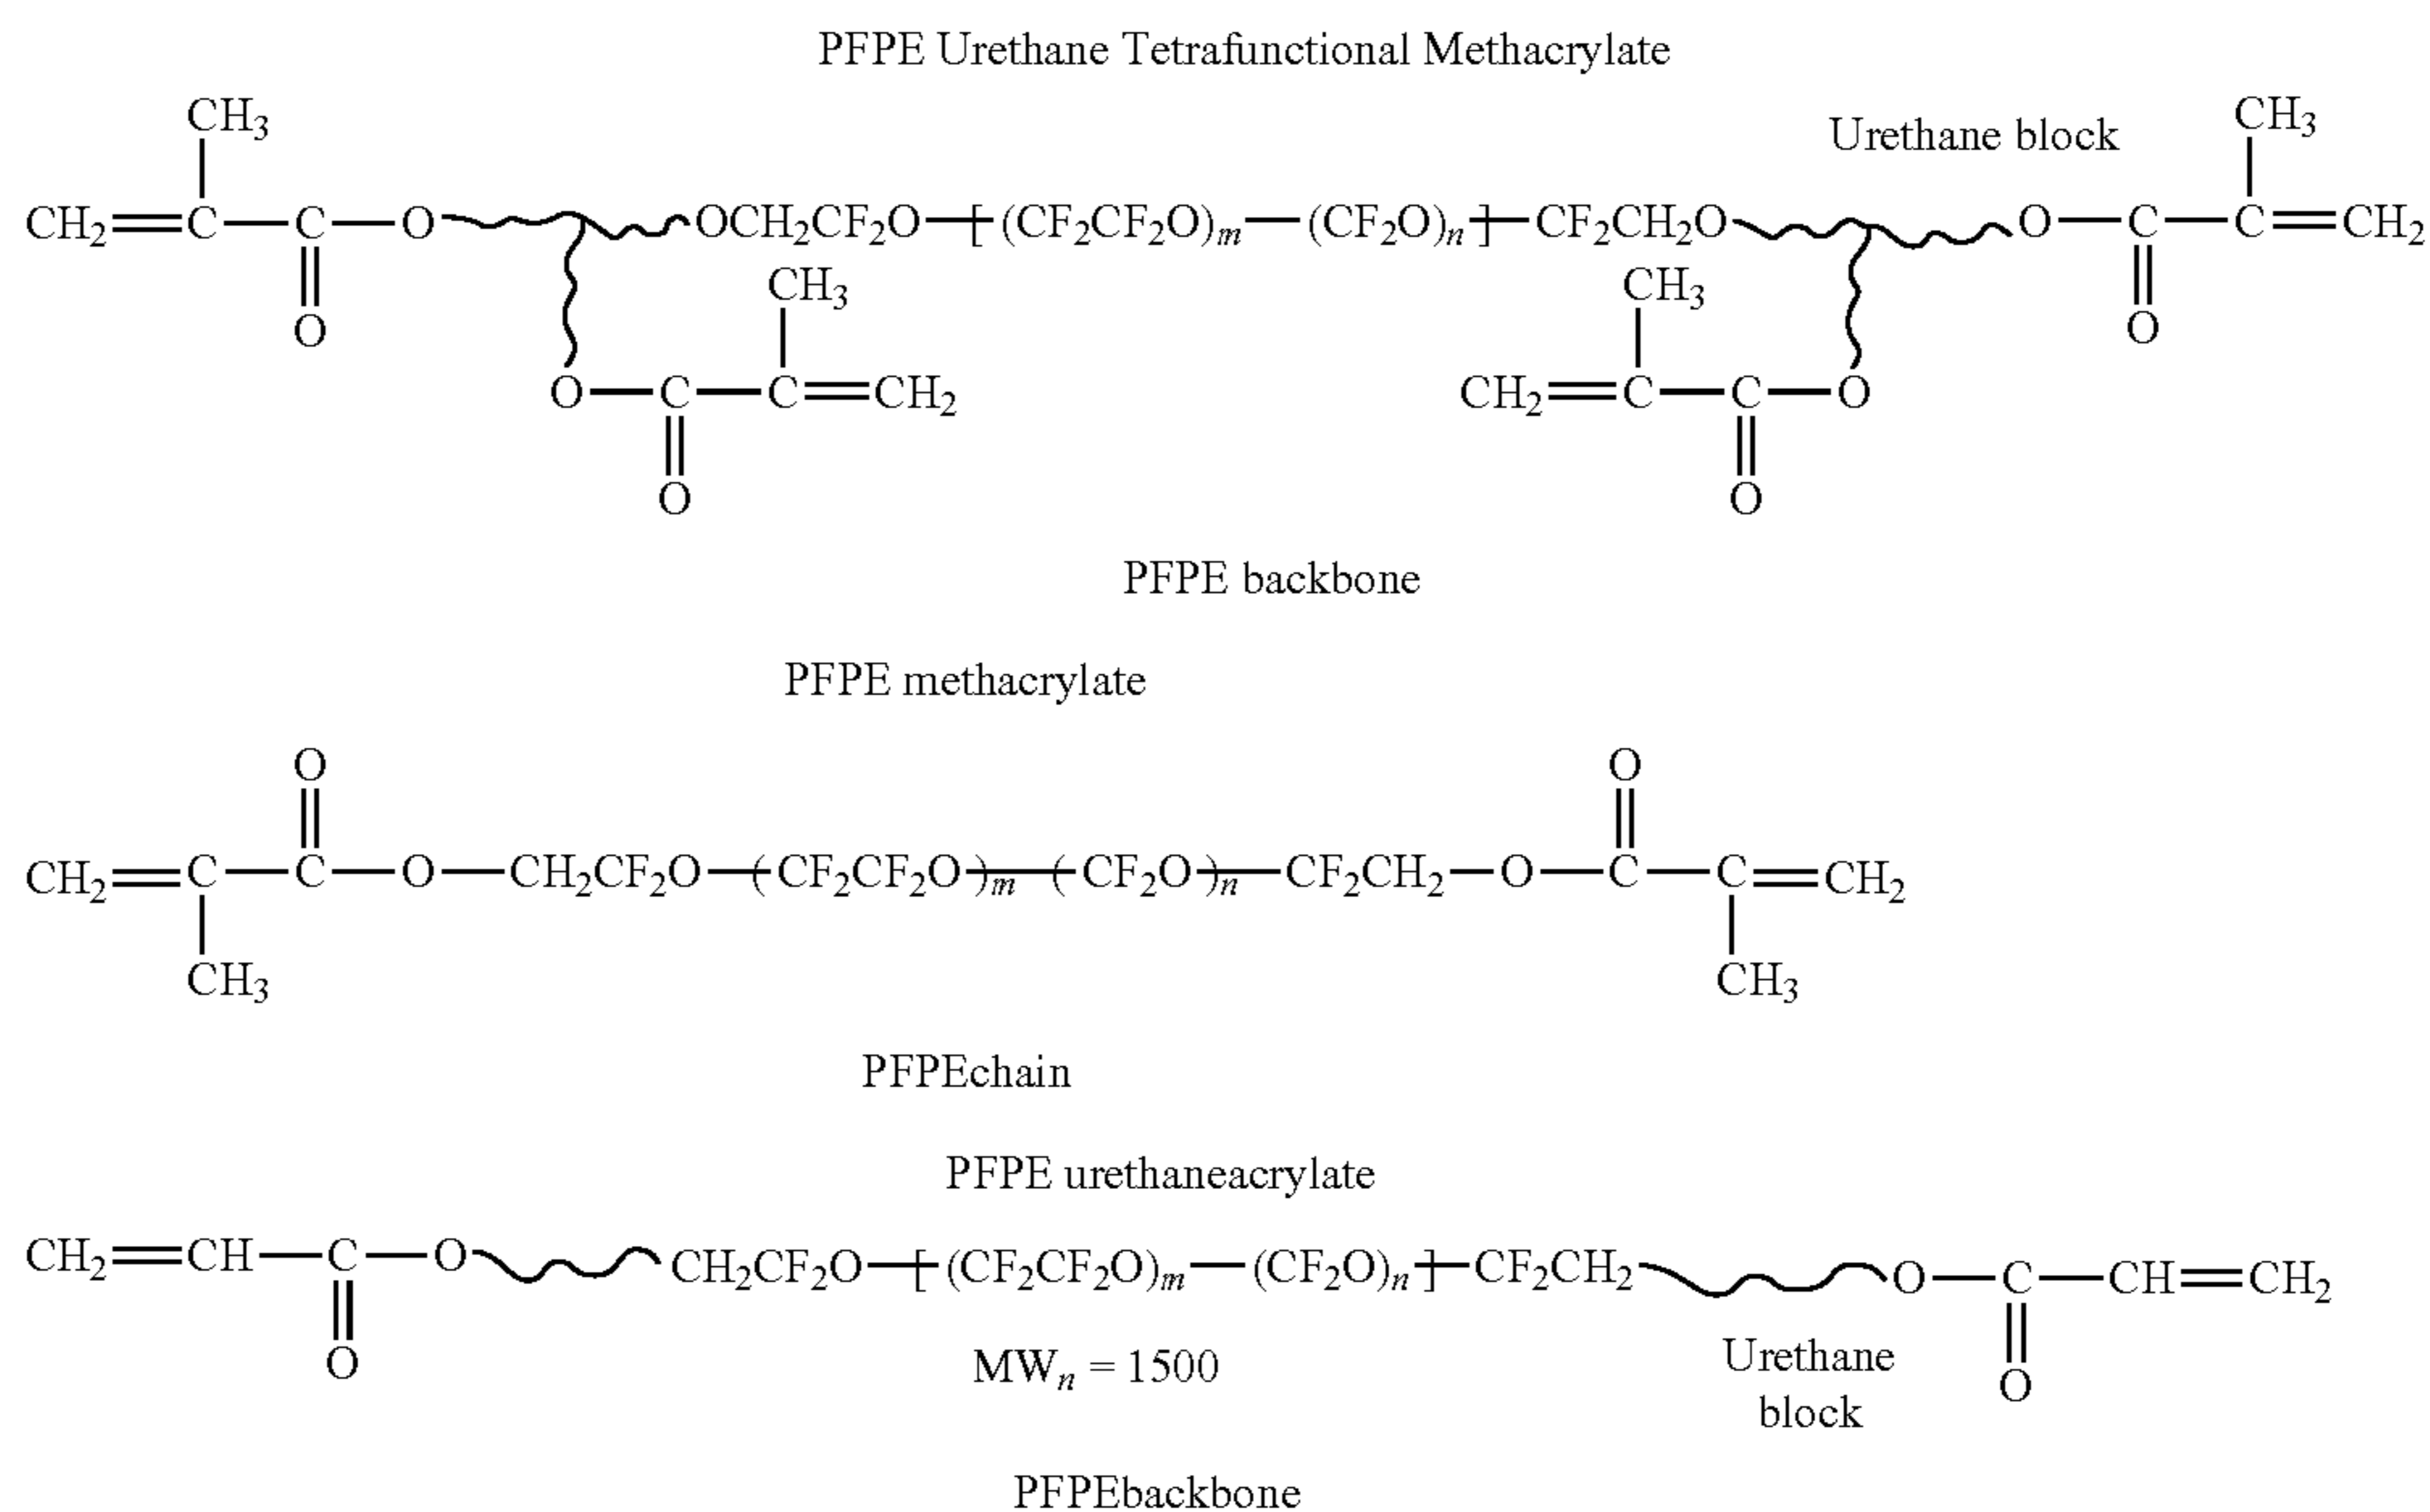 PFPE Urethane Tetrafunctional Methacrylate
CH3 CH3
Urethane block
CH2 C C O OCH2CF2O [ (CF2CF2O)m (CF2O)n ] CF2CH2O O C C CH2
CH3 CH3
O O
O C C CH2 CH2 C C O
O O
PFPE backbone
PFPE methacrylate
O O
CH2 C C O CH2CF2O ( CF2CF2O )m ( CF2O )n CF2CH2 O C C CH2
CH3 CH3
PFPEchain
PFPE urethaneacrylate
CH2 CH C O CH2CF2O [ (CF2CF2O)m (CF2O)n ] CF2CH2 O C CH CH2
O O
MWn = 1500
Urethane
block
PFPEbackbone